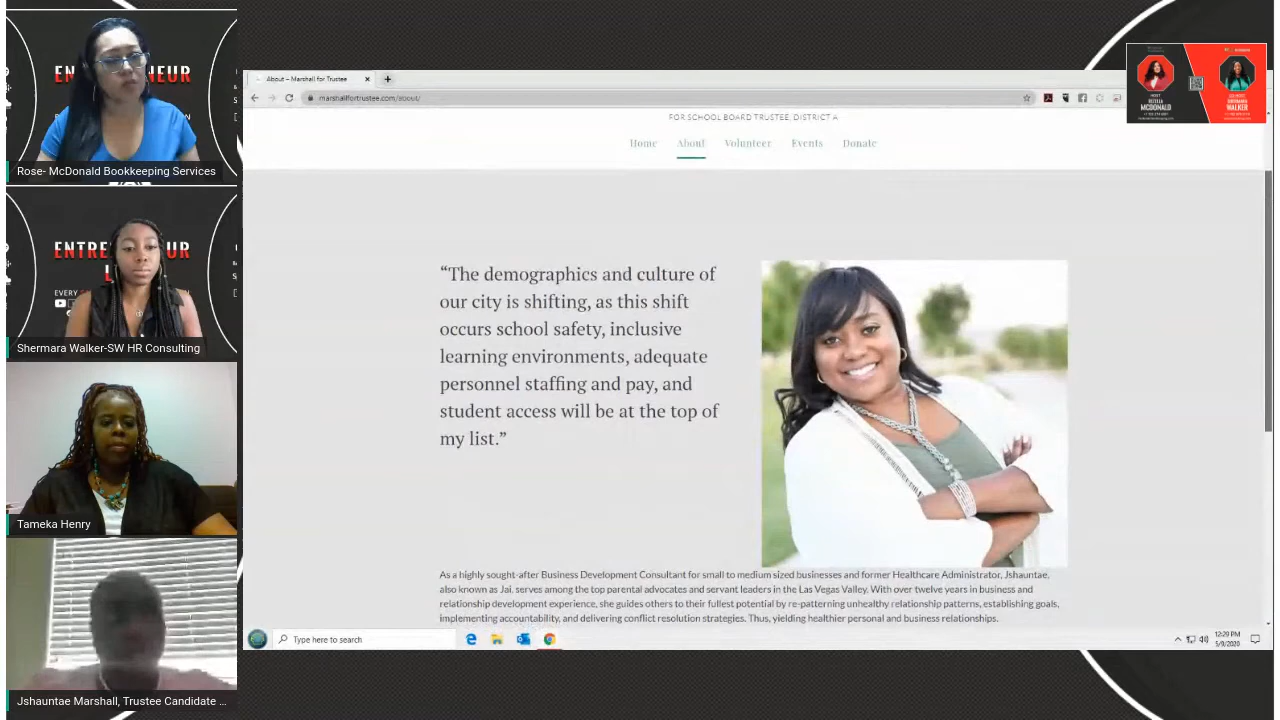 ENTREPRENEUR
Rose- McDonald Bookkeeping Services
ENTREPRENEUR
EVERY
Shermara Walker-SW HR Consulting
Tameka Henry
Jshauntae Marshall, Trustee Candidate ...
About – Marshall for Trustee
marshallfortrustee.com/about/
FOR SCHOOL BOARD TRUSTEE, DISTRICT A
Home About Volunteer Events Donate
“The demographics and culture of
our city is shifting, as this shift
occurs school safety, inclusive
learning environments, adequate
personnel staffing and pay, and
student access will be at the top of
my list.”
As a highly sought-after Business Development Consultant for small to medium sized businesses and former Healthcare Administrator, Jshauntae,
also known as Jai, serves among the top parental advocates and servant leaders in the Las Vegas Valley. With over twelve years in business and
relationship development experience, she guides others to their fullest potential by re-patterning unhealthy relationship patterns, establishing goals,
implementing accountability, and delivering conflict resolution strategies. Thus, yielding healthier personal and business relationships.
Type here to search
12:29 PM
5/9/2020
HOST
MCDONALD
WALKER